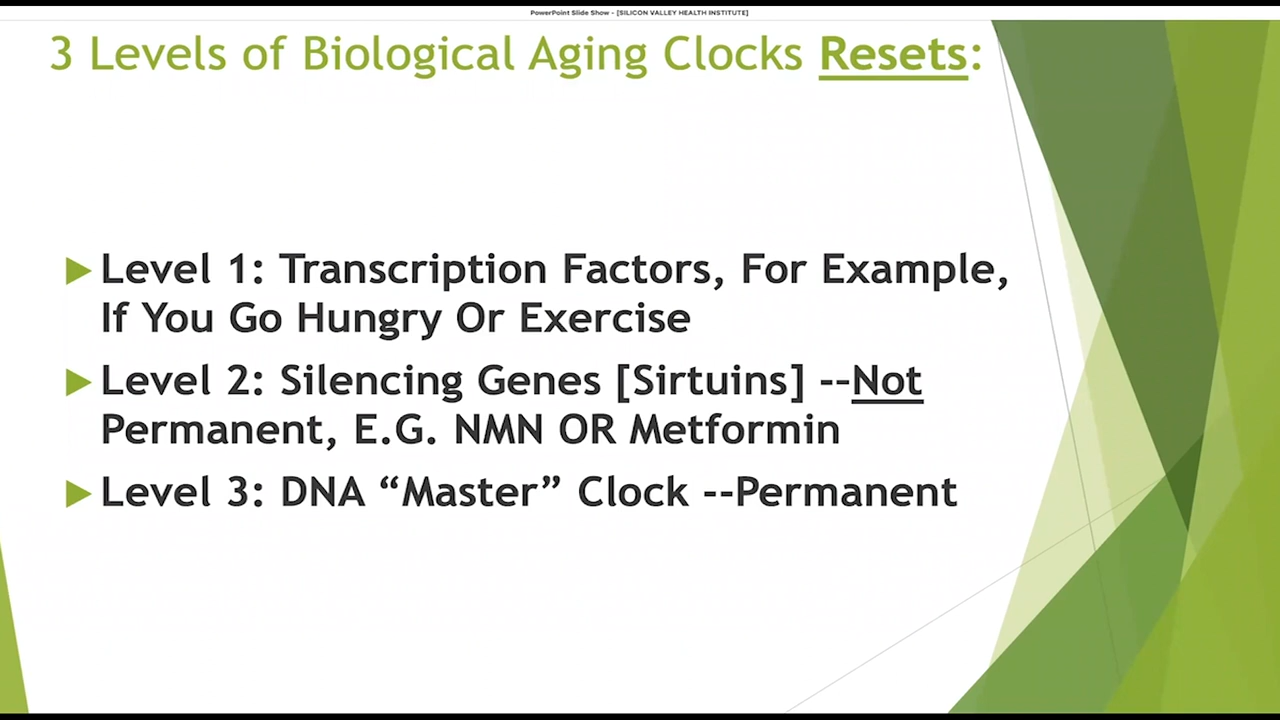 PowerPoint Slide Show - [SILICON VALLEY HEALTH INSTITUTE]
3 Levels of Biological Aging Clocks Resets:
Level 1: Transcription Factors, For Example,
If You Go Hungry Or Exercise
Level 2: Silencing Genes [Sirtuins] --Not
Permanent, E.G. NMN OR Metformin
Level 3: DNA “Master” Clock --Permanent